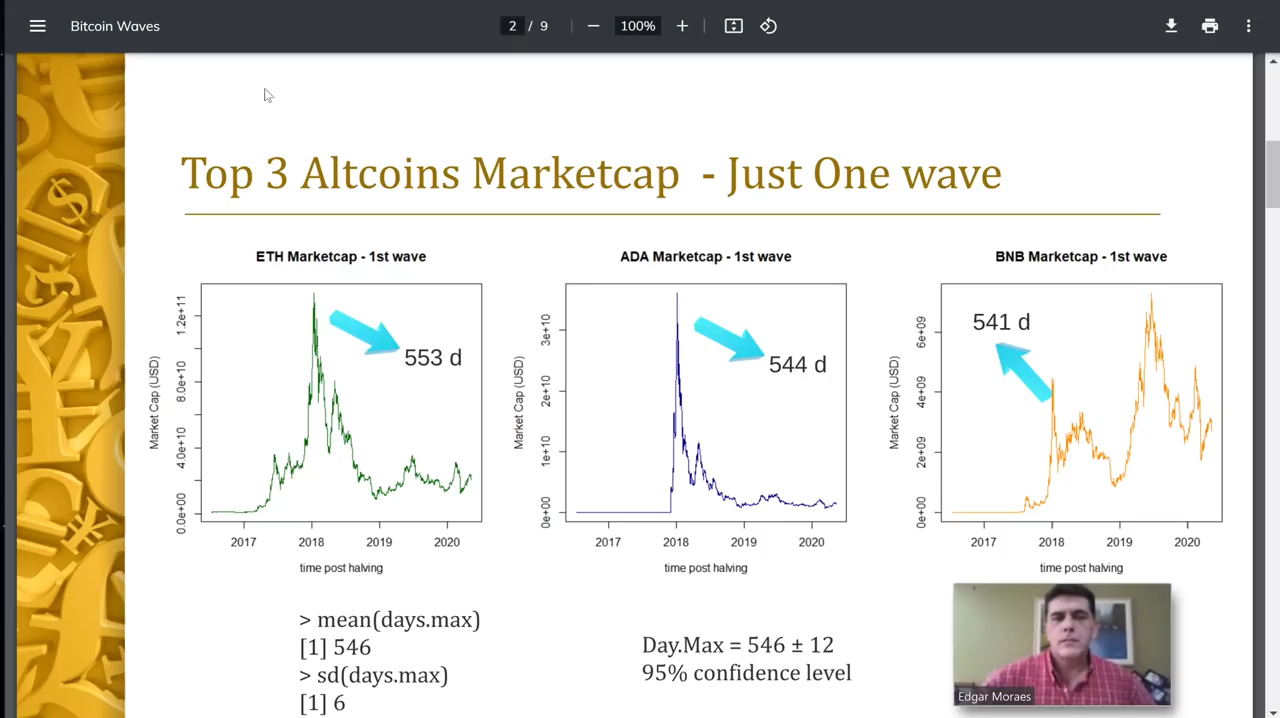 Bitcoin Waves
2 / 9
100%
Top 3 Altcoins Marketcap - Just One wave
ETH Marketcap - 1st wave
Market Cap (USD)
0.0e+00 4.0e+10 8.0e+10 1.2e+11
553 d
2017 2018 2019 2020
time post halving
ADA Marketcap - 1st wave
Market Cap (USD)
0e+00 1e+10 2e+10 3e+10
544 d
2017 2018 2019 2020
time post halving
BNB Marketcap - 1st wave
Market Cap (USD)
0e+00 2e+09 4e+09 6e+09
541 d
2017 2018 2019 2020
time post halving
> mean(days.max)
[1] 546
> sd(days.max)
[1] 6
Day.Max = 546 ± 12
95% confidence level
Edgar Moraes